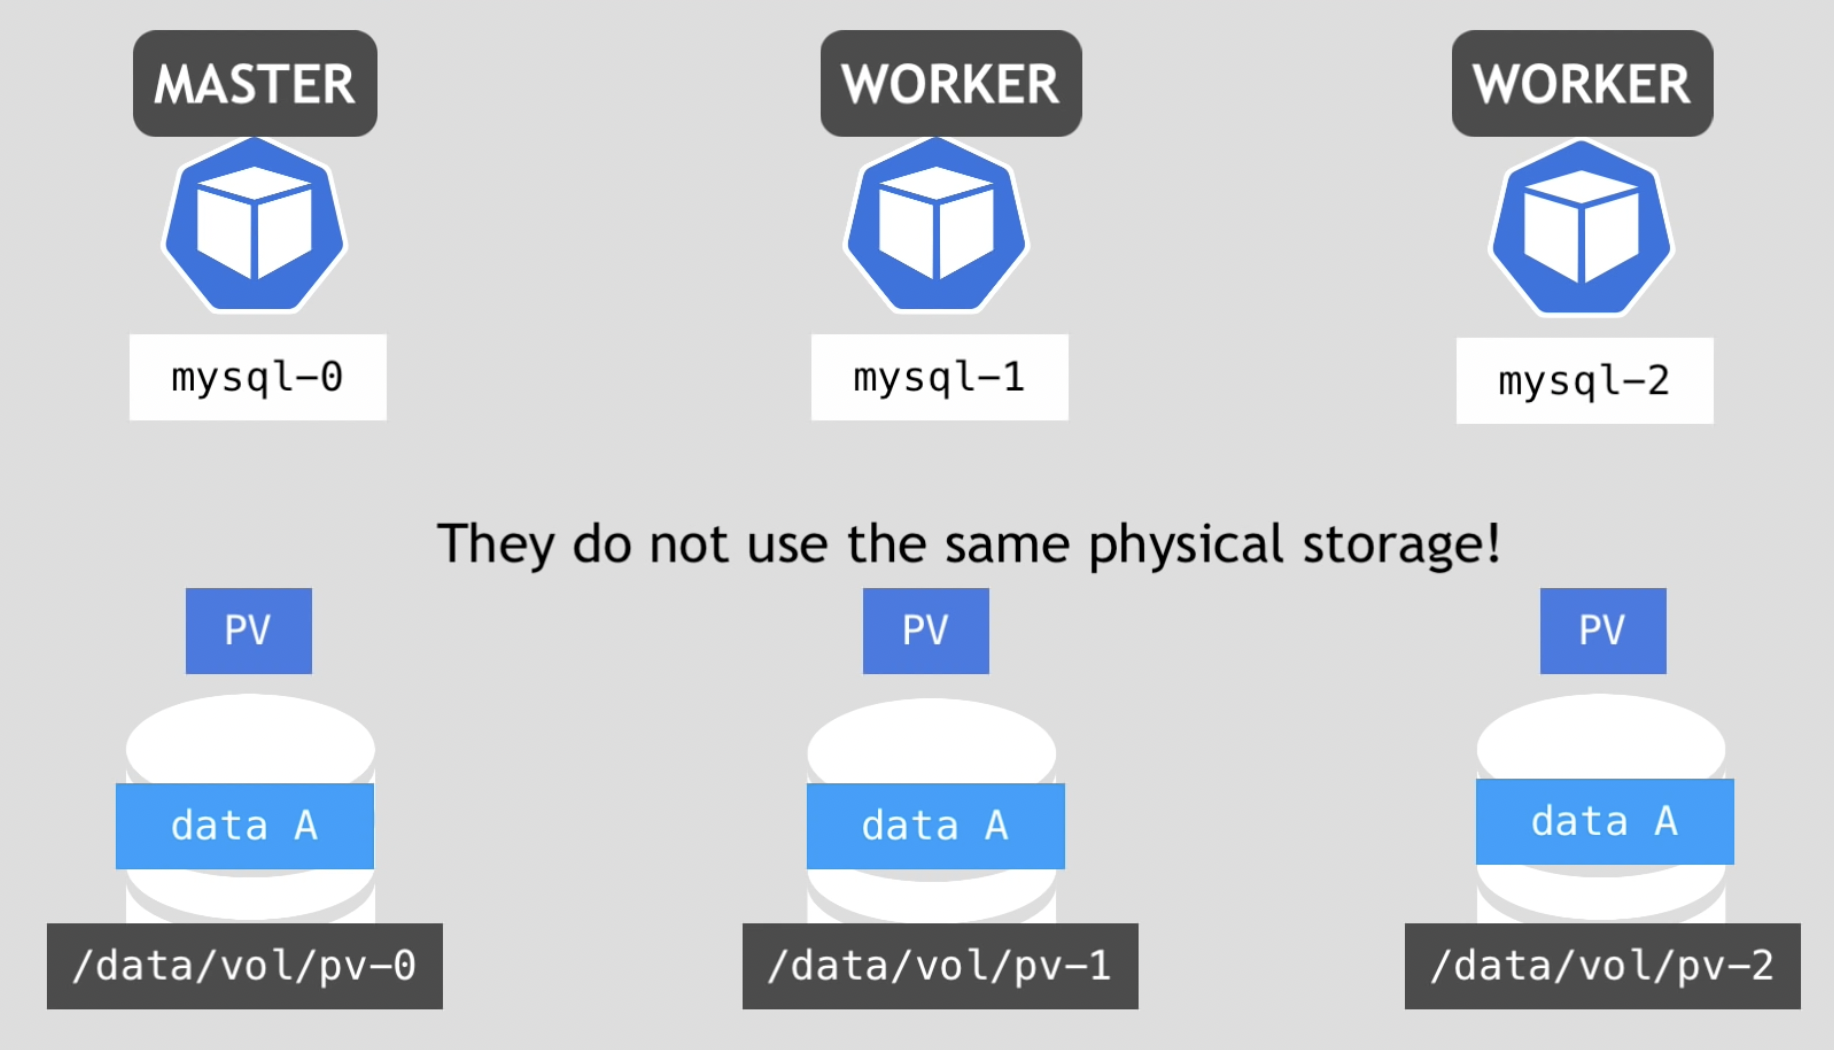 MASTER
WORKER
WORKER
mysql-0
mysql-1
mysql-2
They do not use the same physical storage!
PV
PV
PV
data A
data A
data A
/data/vol/pv-0
/data/vol/pv-1
/data/vol/pv-2